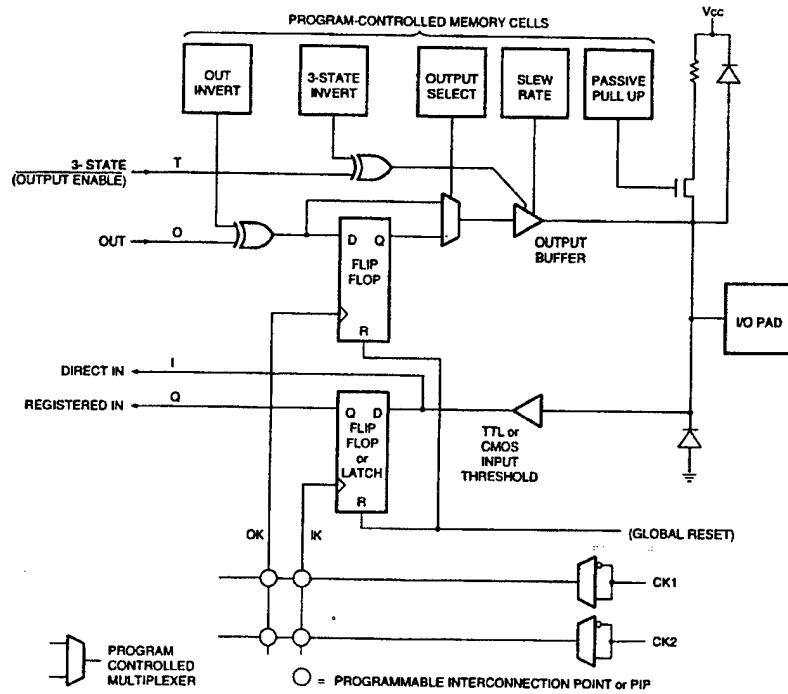 PROGRAM-CONTROLLED MEMORY CELLS
Vcc
OUT
INVERT
3-STATE
INVERT
OUTPUT
SELECT
SLEW
RATE
PASSIVE
PULL UP
3- STATE
(OUTPUT ENABLE)
T
OUT
O
D Q
FLIP
FLOP
R
OUTPUT
BUFFER
I/O PAD
DIRECT IN
I
REGISTERED IN
Q
Q D
FLIP
FLOP
or
LATCH
R
TTL or
CMOS
INPUT
THRESHOLD
OK
IK
(GLOBAL RESET)
CK1
CK2
PROGRAM
CONTROLLED
MULTIPLEXER
= PROGRAMMABLE INTERCONNECTION POINT or PIP